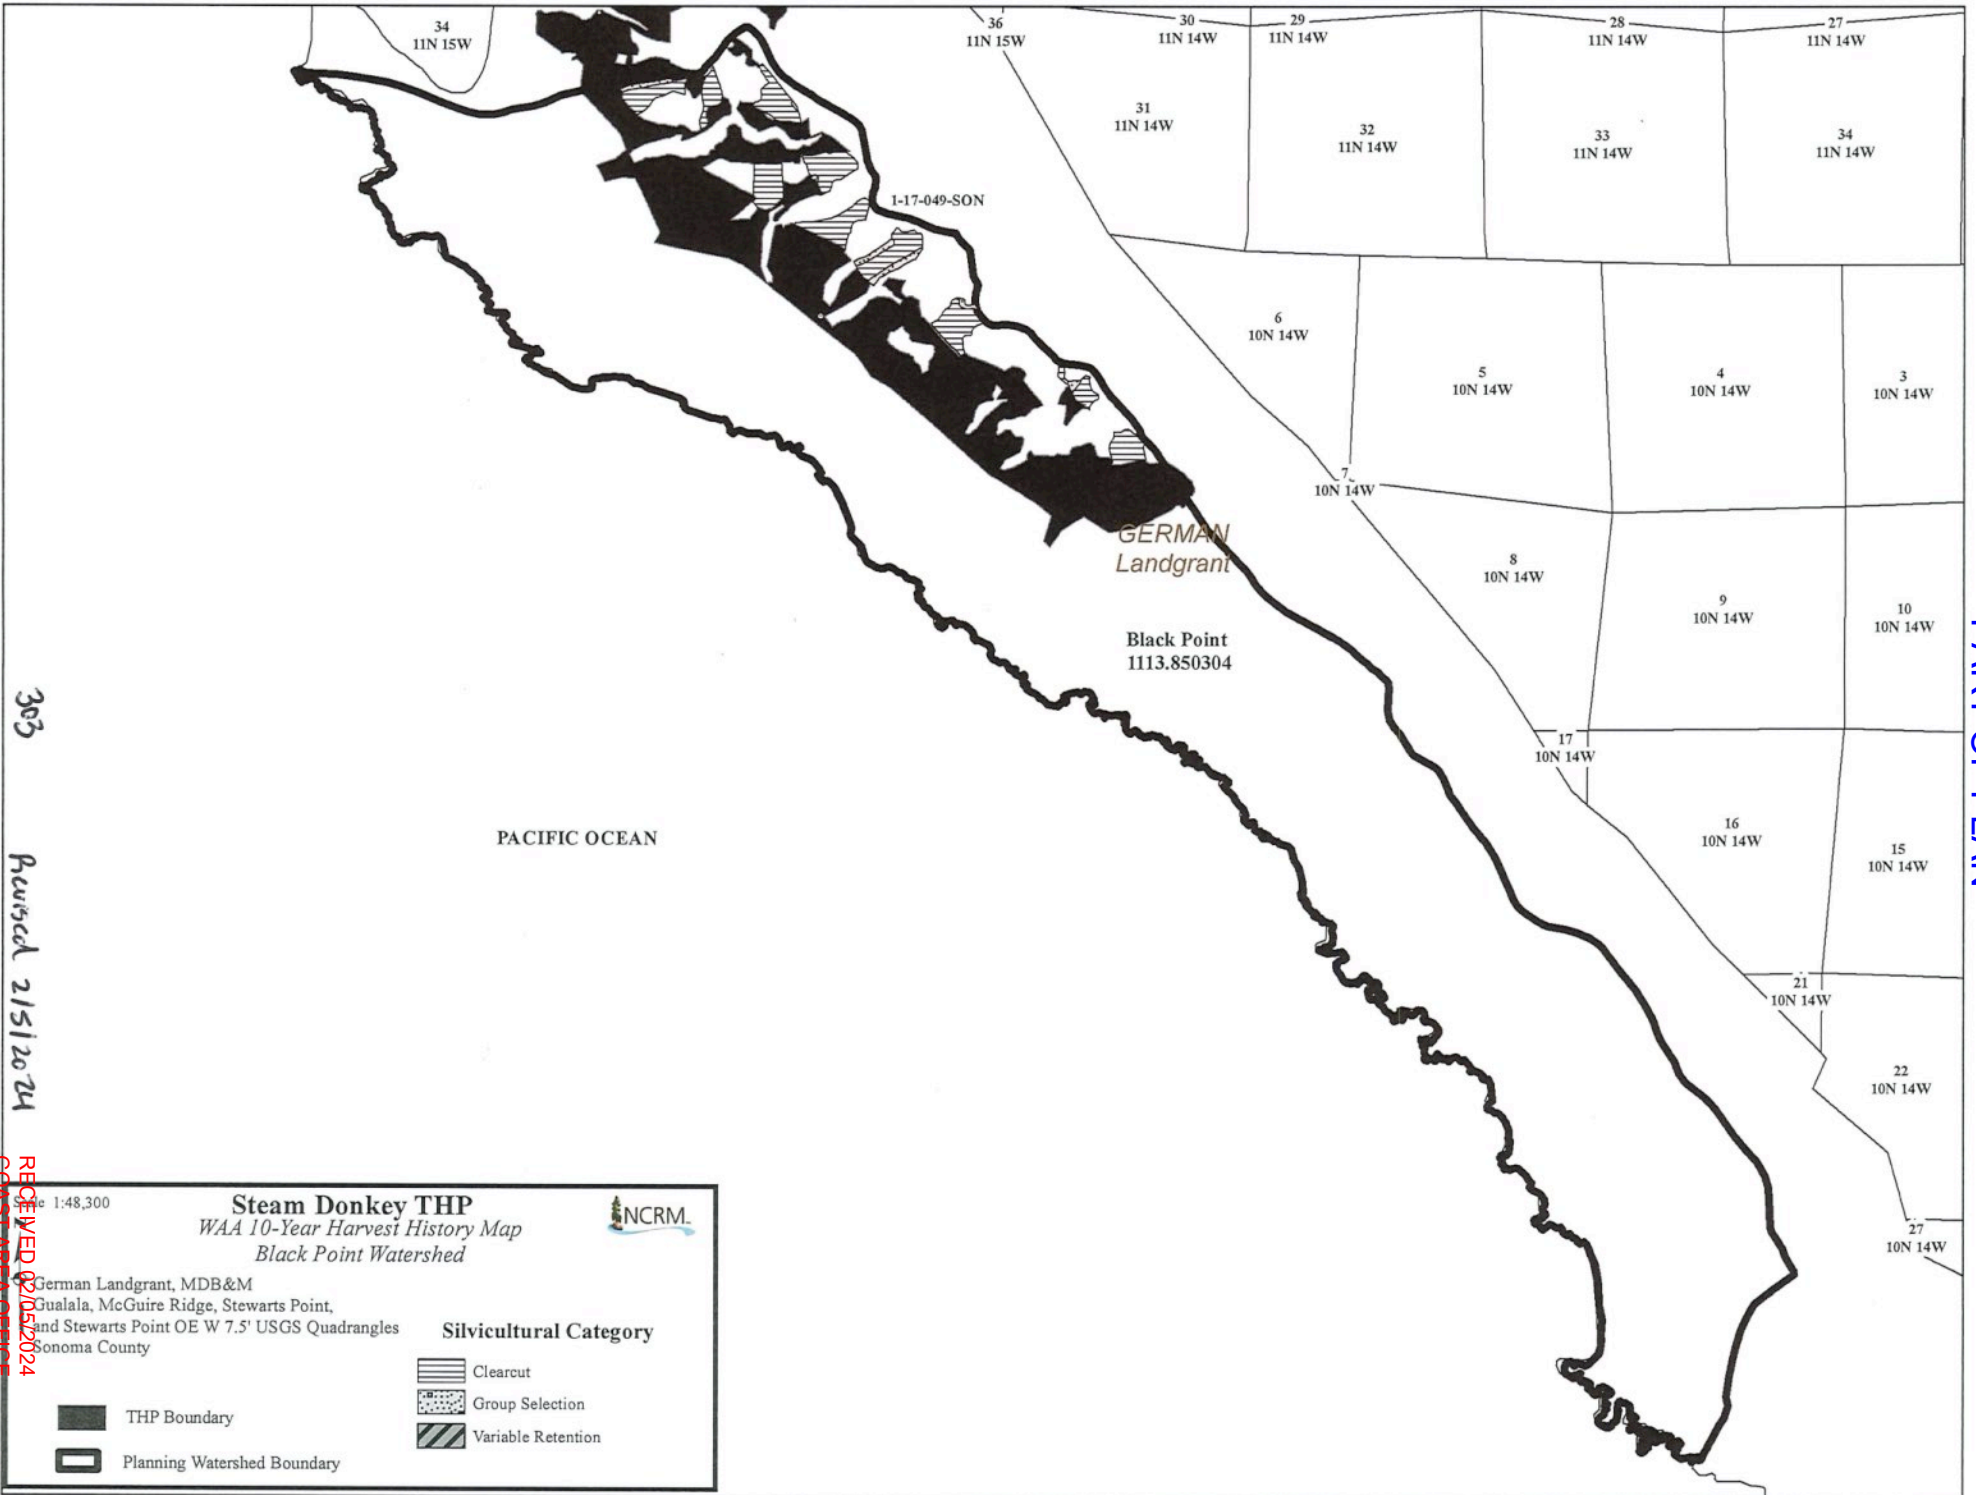 34
11N 15W
36
11N 15W
30
11N 14W
29
11N 14W
28
11N 14W
27
11N 14W
31
11N 14W
32
11N 14W
33
11N 14W
34
11N 14W
1-17-049-SON
6
10N 14W
5
10N 14W
4
10N 14W
3
10N 14W
7
10N 14W
GERMAN
Landgrant
8
10N 14W
9
10N 14W
10
10N 14W
Black Point
1113.850304
17
10N 14W
16
10N 14W
15
10N 14W
PACIFIC OCEAN
21
10N 14W
22
10N 14W
27
10N 14W
303
Revised 2/5/2024
RECEIVED 02/05/2024
COAST AREA OFFICE
PART OF PLAN
Scale 1:48,300
Steam Donkey THP
WAA 10-Year Harvest History Map
Black Point Watershed
NCRM
German Landgrant, MDB&M
Gualala, McGuire Ridge, Stewarts Point,
and Stewarts Point OE W 7.5' USGS Quadrangles
Sonoma County
Silvicultural Category
Clearcut
Group Selection
Variable Retention
THP Boundary
Planning Watershed Boundary